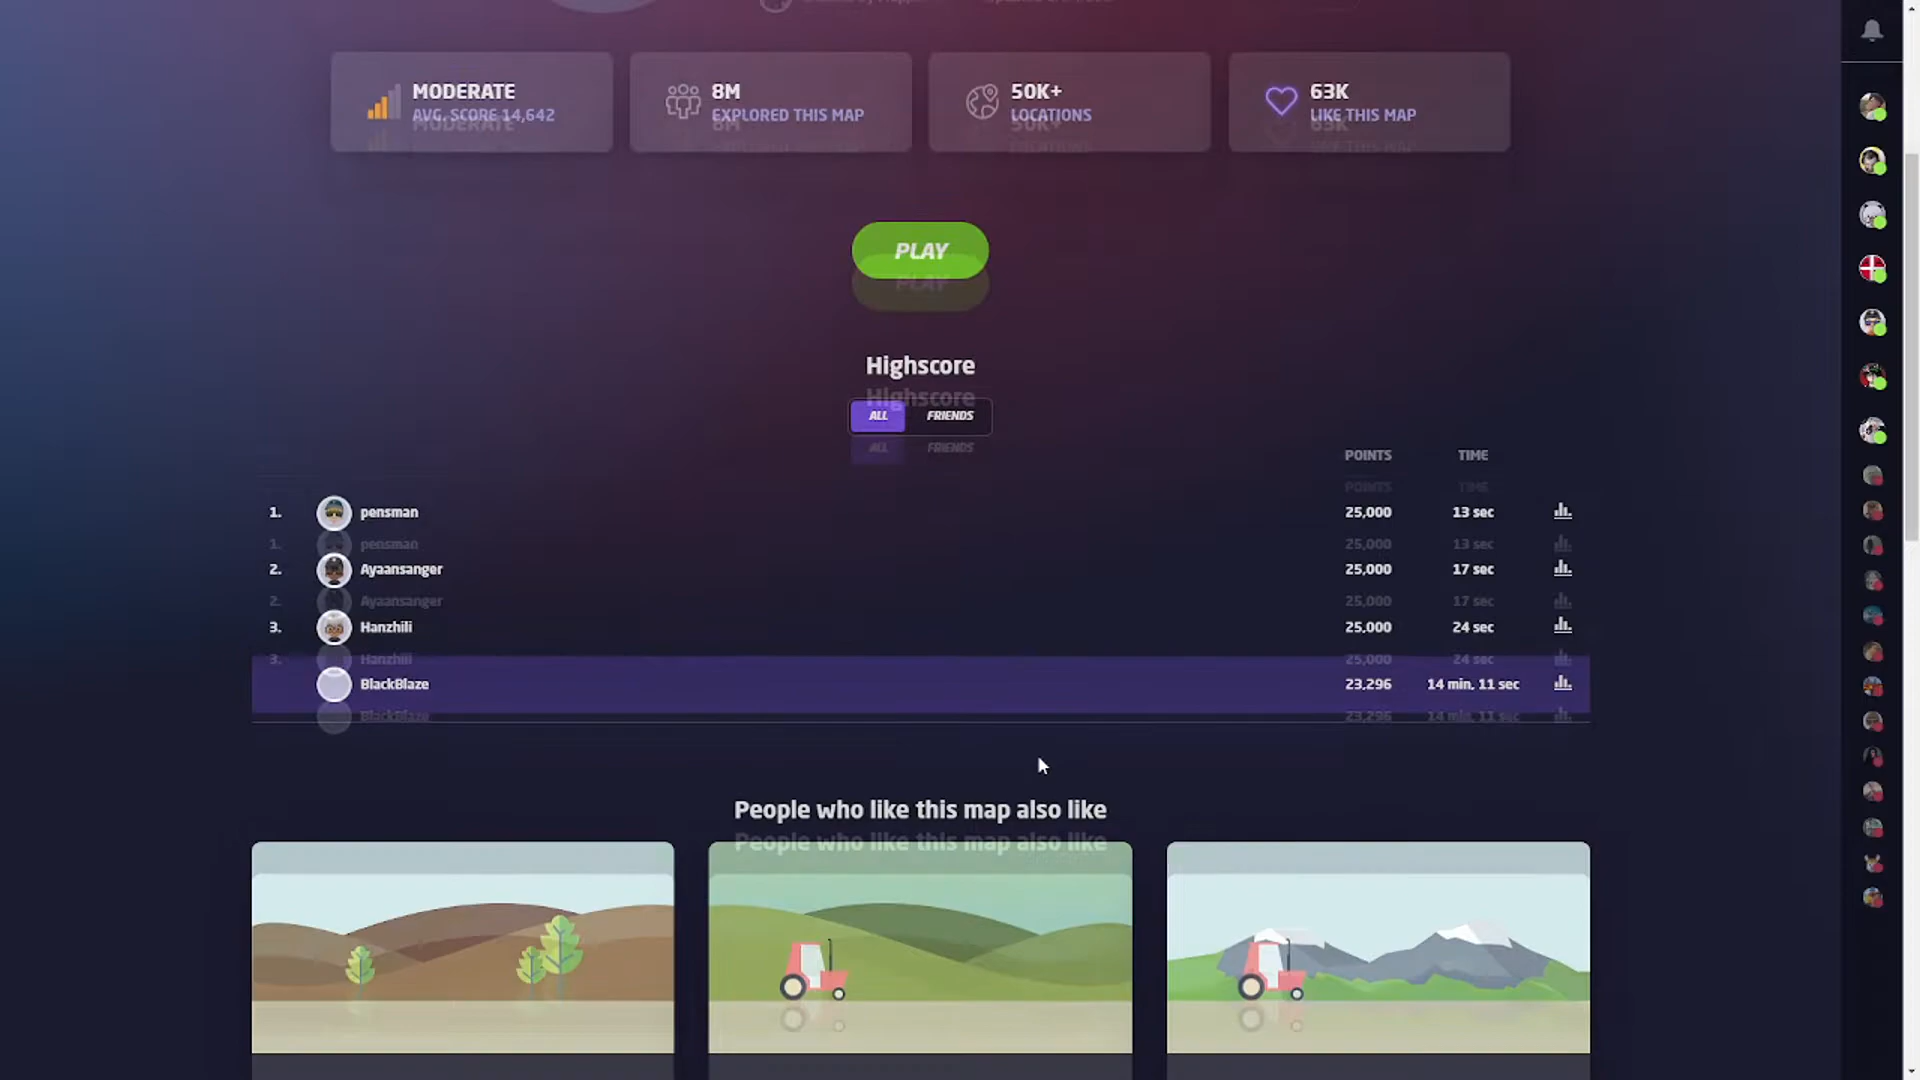 MODERATE
AVG. SCORE 14,642
8M
EXPLORED THIS MAP
50K+
LOCATIONS
63K
LIKE THIS MAP
PLAY
Highscore
ALL FRIENDS
POINTS TIME
1. pensman 25,000 13 sec
2. Ayaansanger 25,000 17 sec
3. Hanzhili 25,000 24 sec
BlackBlaze 23,296 14 min, 11 sec
People who like this map also like